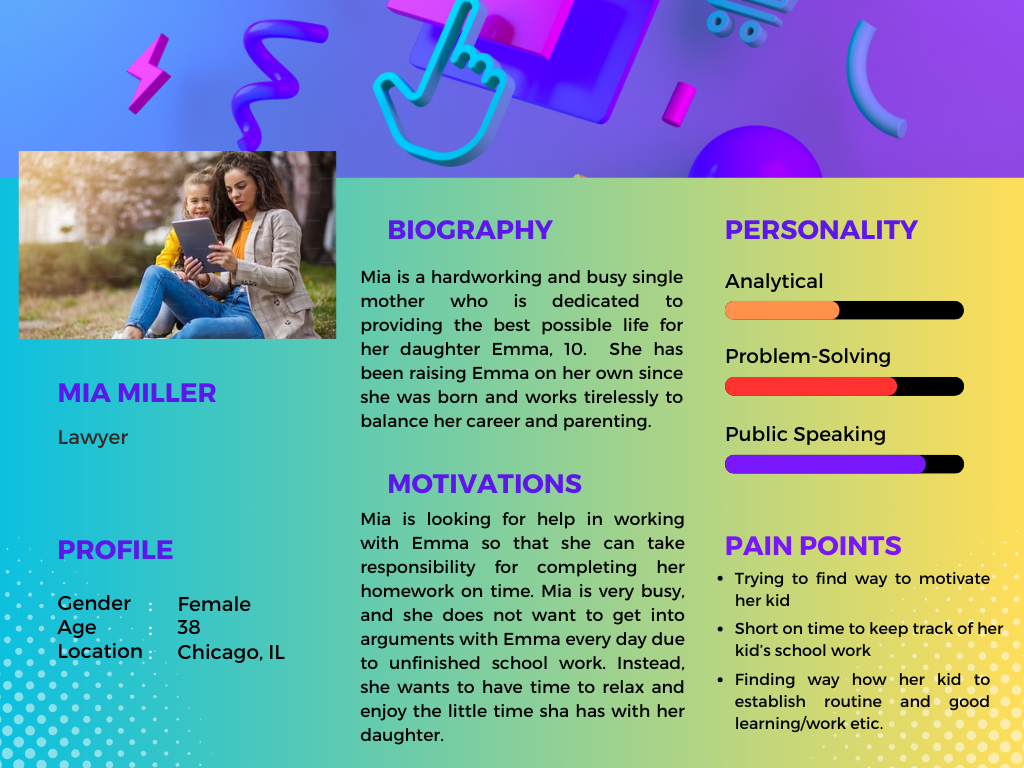 MIA MILLER
Lawyer
PROFILE
Gender : Female
Age : 38
Location : Chicago, IL
BIOGRAPHY
Mia is a hardworking and busy single
mother who is dedicated to
providing the best possible life for
her daughter Emma, 10. She has
been raising Emma on her own since
she was born and works tirelessly to
balance her career and parenting.
MOTIVATIONS
Mia is looking for help in working
with Emma so that she can take
responsibility for completing her
homework on time. Mia is very busy,
and she does not want to get into
arguments with Emma every day due
to unfinished school work. Instead,
she wants to have time to relax and
enjoy the little time sha has with her
daughter.
PERSONALITY
Analytical
Problem-Solving
Public Speaking
PAIN POINTS
• Trying to find way to motivate
her kid
• Short on time to keep track of her
kid's school work
• Finding way how her kid to
establish routine and good
learning/work etic.